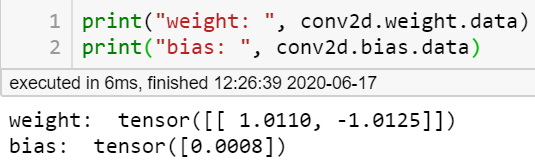 1 print("weight: ", conv2d.weight.data)
2 print("bias: ", conv2d.bias.data)
executed in 6ms, finished 12:26:39 2020-06-17
weight:  tensor([[ 1.0110, -1.0125]])
bias:  tensor([0.0008])